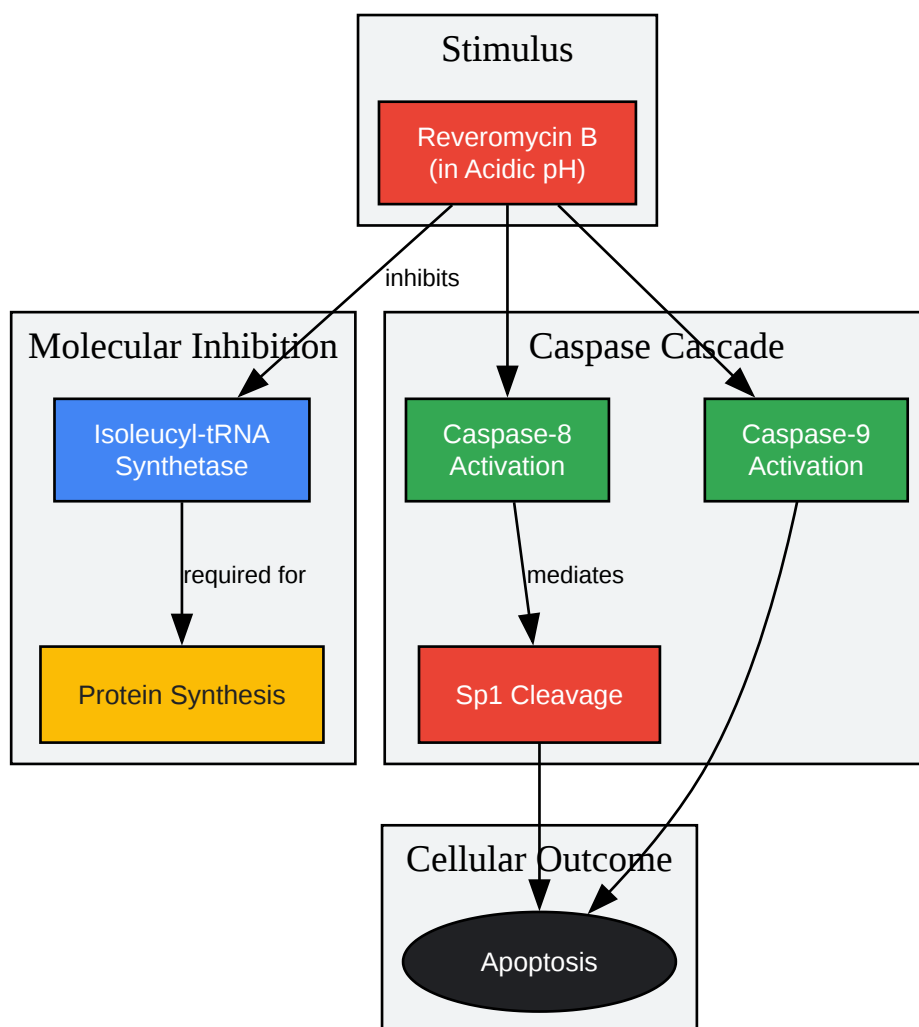 Stimulus
Reveromycin B
(in Acidic pH)
inhibits
Molecular Inhibition
Caspase Cascade
Isoleucyl-tRNA
Synthetase
Caspase-8
Activation
Caspase-9
Activation
required for
mediates
Protein Synthesis
Sp1 Cleavage
Cellular Outcome
Apoptosis